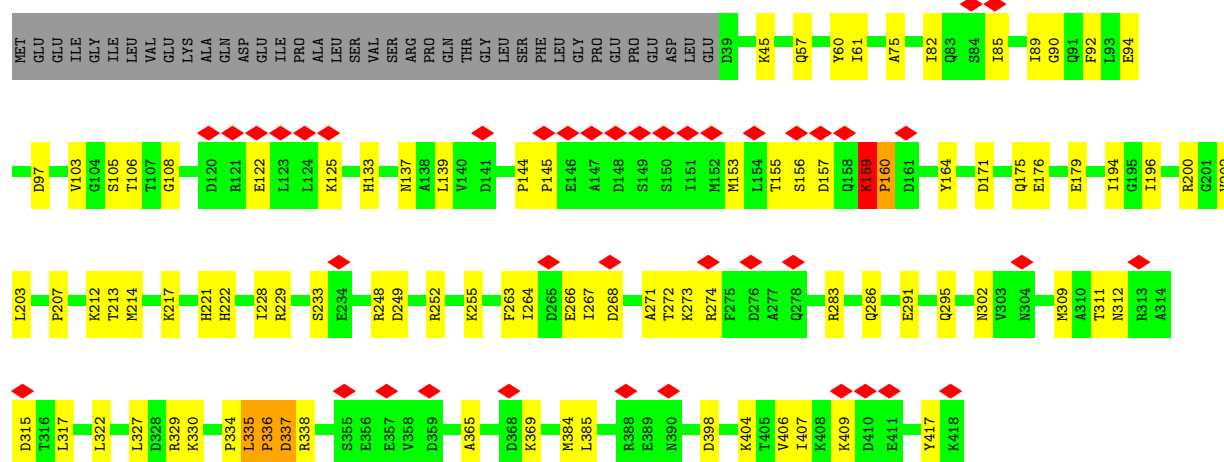 MET GLU GLU ILE GLY ILE LEU VAL GLU LYS ALA GLN ASP GLU ILE PRO ALA LEU SER VAL SER ARG PRO GLN THR GLY LEU SER PHE LEU GLY PRO GLU PRO GLU ASP LEU GLU D39 K45 Q57 Y60 I61 A75 I82 Q83 S84 I85 I89 G90 Q91 F92 L93 E94
D97 V103 G104 S105 T106 T107 G108 D120 R121 E122 L123 L124 K125 H133 N137 A138 L139 V140 D141 P144 P145 E146 A147 D148 S149 S150 I151 M152 M153 L154 T155 S156 D157 Q158 K159 P160 D161 Y164 D171 Q175 E176 E179 I194 G195 I196 R200 G201
L203 P207 K212 T213 M214 K217 H221 H222 I228 R229 S233 E234 R248 D249 R252 K255 F263 I264 D265 E266 I267 D268 A271 T272 K273 R274 F275 D276 A277 Q278 R283 Q286 E291 Q295 N302 V303 N304 M309 A310 T311 N312 R313 A314
D315 T316 L317 L322 L327 D328 R329 K330 P334 L335 P336 D337 R338 S355 E356 E357 V358 D359 A365 D368 K369 M384 L385 R388 E389 N390 D398 K404 T405 V406 I407 K408 K409 D410 E411 Y417 K418